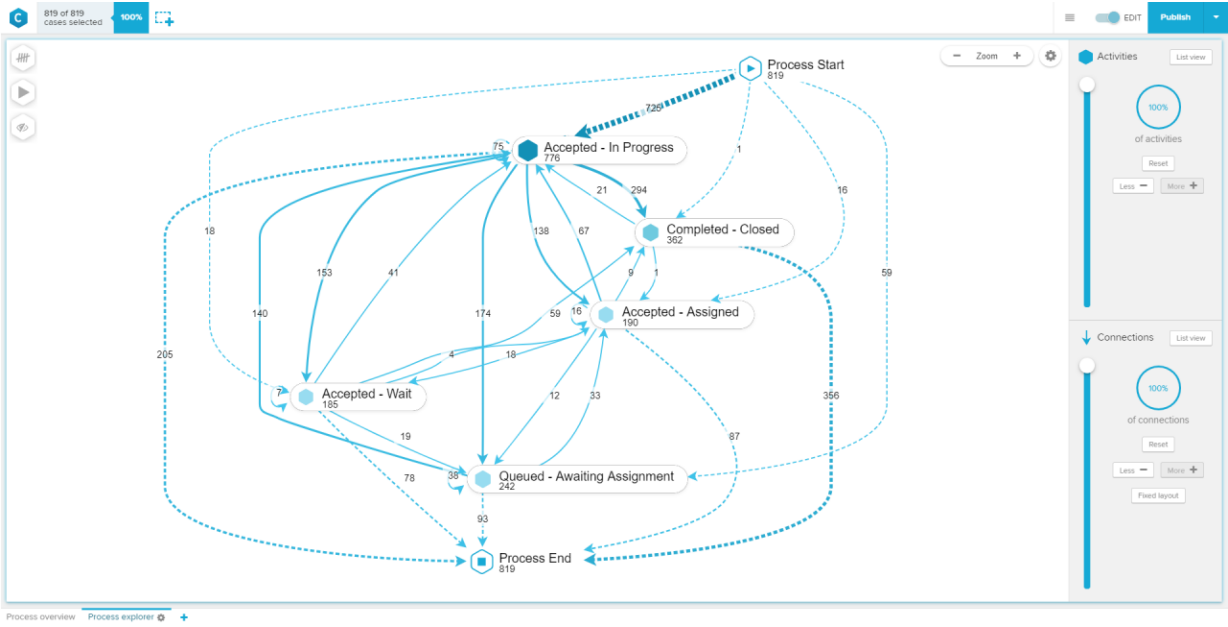 C
819 of 819
cases selected
100%
EDIT
Publish
Zoom
Process Start
819
725
75
Accepted - In Progress
776
1
21
294
16
18
138
67
Completed - Closed
362
153
41
9
1
59
140
174
59
16
Accepted - Assigned
190
205
4
18
7
Accepted - Wait
185
12
33
356
19
87
78
38
Queued - Awaiting Assignment
242
93
Process End
819
Activities
List view
100%
of activities
Reset
Less
More
Connections
List view
100%
of connections
Reset
Less
More
Fixed layout
Process overview
Process explorer